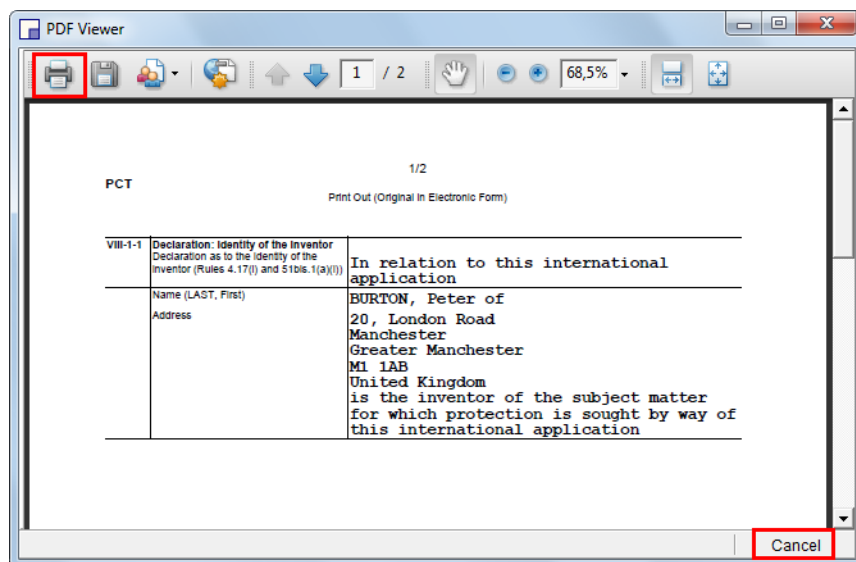 PDF Viewer
1 / 2
68,5%
1/2
PCT
Print Out (Original in Electronic Form)
VIII-1-1 Declaration: Identity of the Inventor
Declaration as to the Identity of the
Inventor (Rules 4.17(i) and 51bis.1(a)(i))
In relation to this international
application
Name (LAST, First) BURTON, Peter of
Address 20, London Road
Manchester
Greater Manchester
M1 1AB
United Kingdom
is the inventor of the subject matter
for which protection is sought by way of
this international application
Cancel